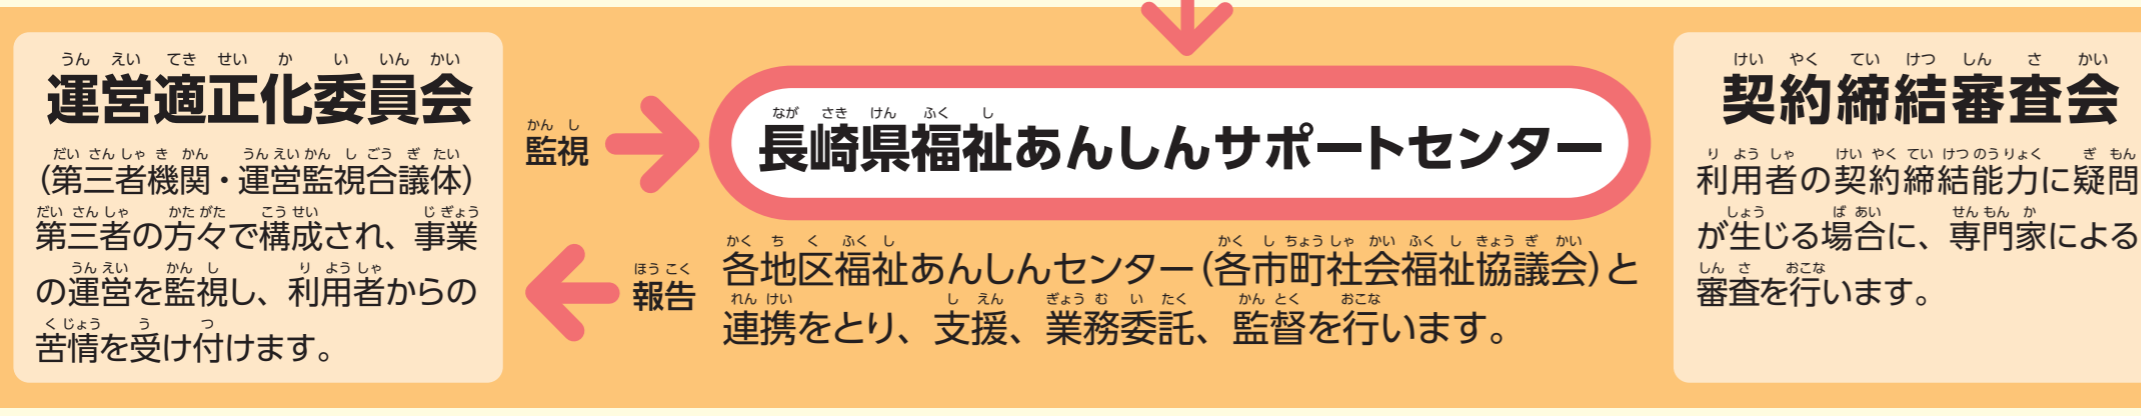 うん えい てき せい か い いん かい
運営適正化委員会
だい さん しゃ き かん うん えい かん し ごう ぎ たい
(第三者機関・運営監視合議体)
だい さん しゃ かた がた こう せい じ ぎょう
第三者の方々で構成され、事業
うん えい かん し り よう しゃ
の運営を監視し、利用者からの
く じょう う つ
苦情を受け付けます。
かん し
監視
ほう こく
報告
なが さき けん ふく し
長崎県福祉あんしんサポートセンター
かく ち く ふく し かく し ちょう しゃ かい ふく し きょう ぎ かい
各地区福祉あんしんセンター(各市町社会福祉協議会)と
れん けい し えん ぎょう む い たく かん とく おこな
連携をとり、支援、業務委託、監督を行います。
けい やく てい けつ しん さ かい
契約締結審査会
り よう しゃ けい やく てい けつ のう りょく ぎ もん
利用者の契約締結能力に疑問
しょう ば あい せん もん か
が生じる場合に、専門家による
しん さ おこな
審査を行います。